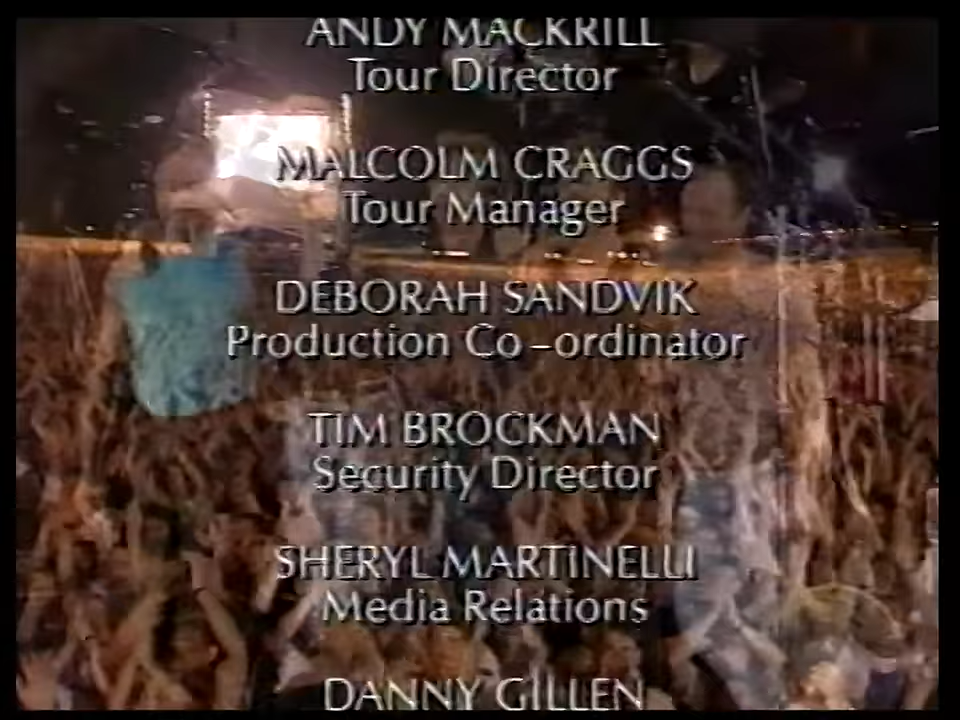 ANDY MACKRILL
Tour Director
MALCOLM CRAGGS
Tour Manager
DEBORAH SANDVIK
Production Co-ordinator
TIM BROCKMAN
Security Director
SHERYL MARTINELLI
Media Relations
DANNY GILLEN